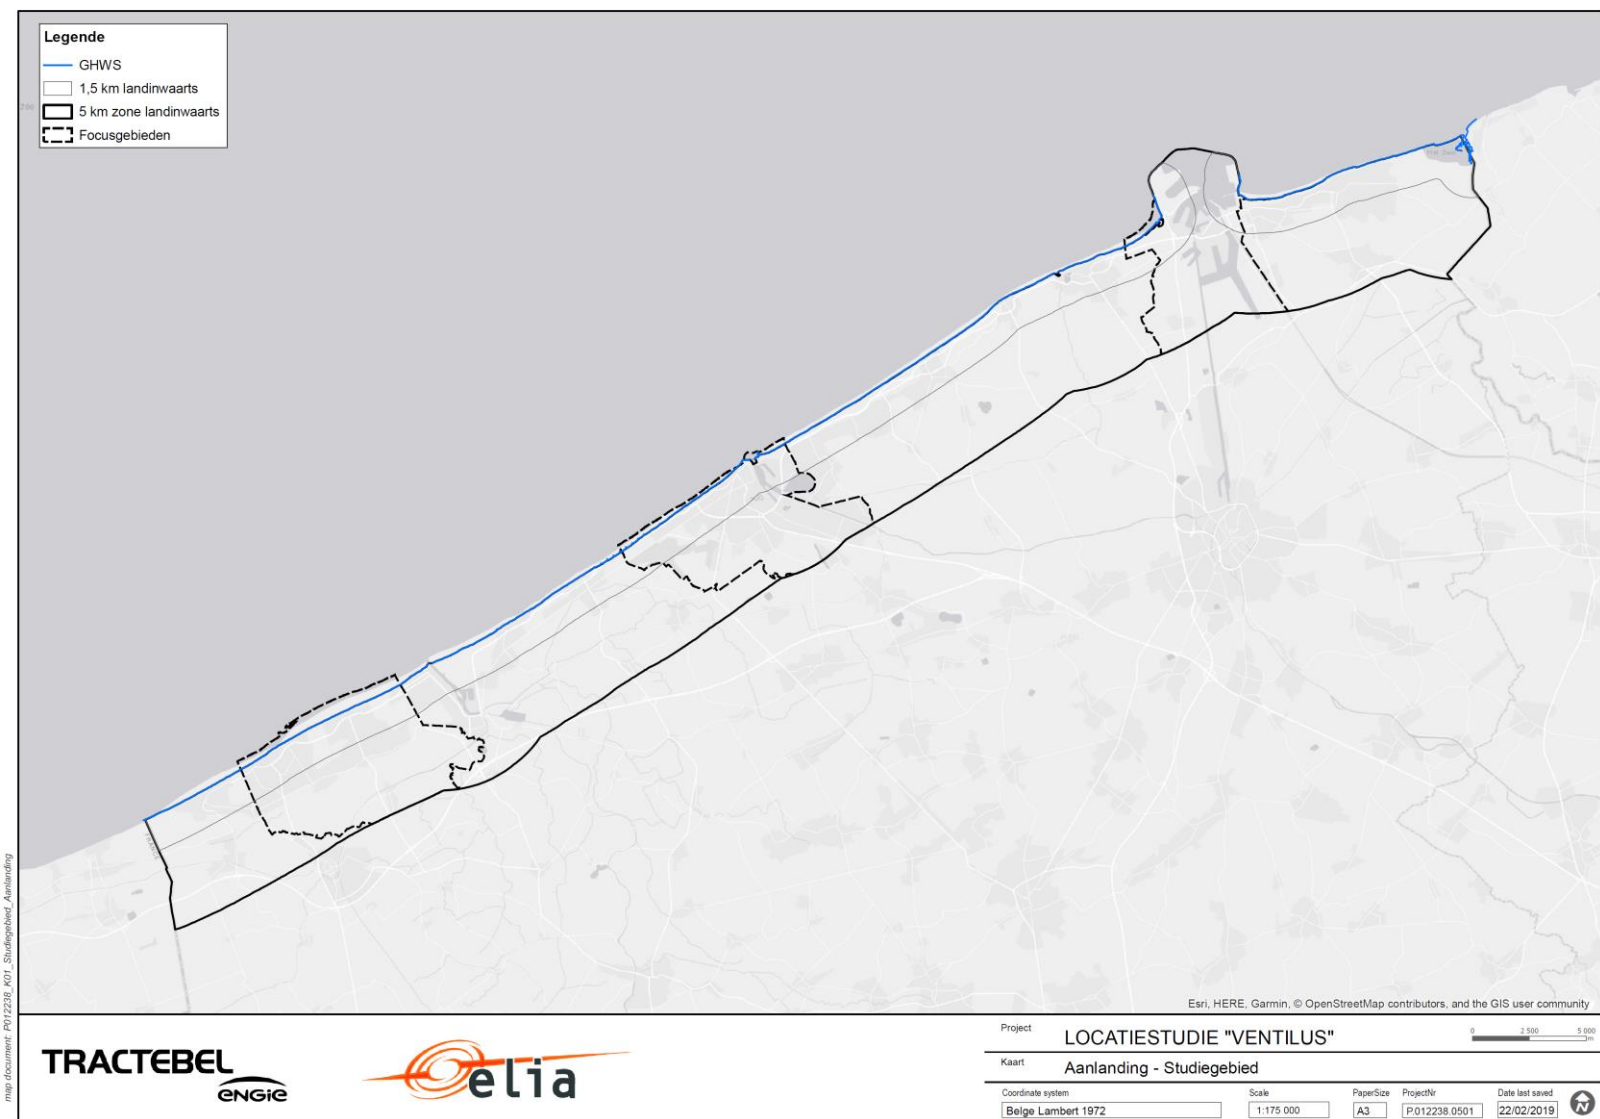 Legende
GHWS
1,5 km landinwaarts
5 km zone landinwaarts
Focusgebieden
FRANCE
Esri, HERE, Garmin, © OpenStreetMap contributors, and the GIS user community
map document: P012238_K01_Studiegebied_Aanlanding
TRACTEBEL
ENGIE
elia
Project
LOCATIESTUDIE "VENTILUS"
0 2 500 5 000
m
Kaart
Aanlanding - Studiegebied
Coordinate system
Belge Lambert 1972
Scale
1:175 000
PaperSize
A3
ProjectNr
P.012238.0501
Date last saved
22/02/2019
N